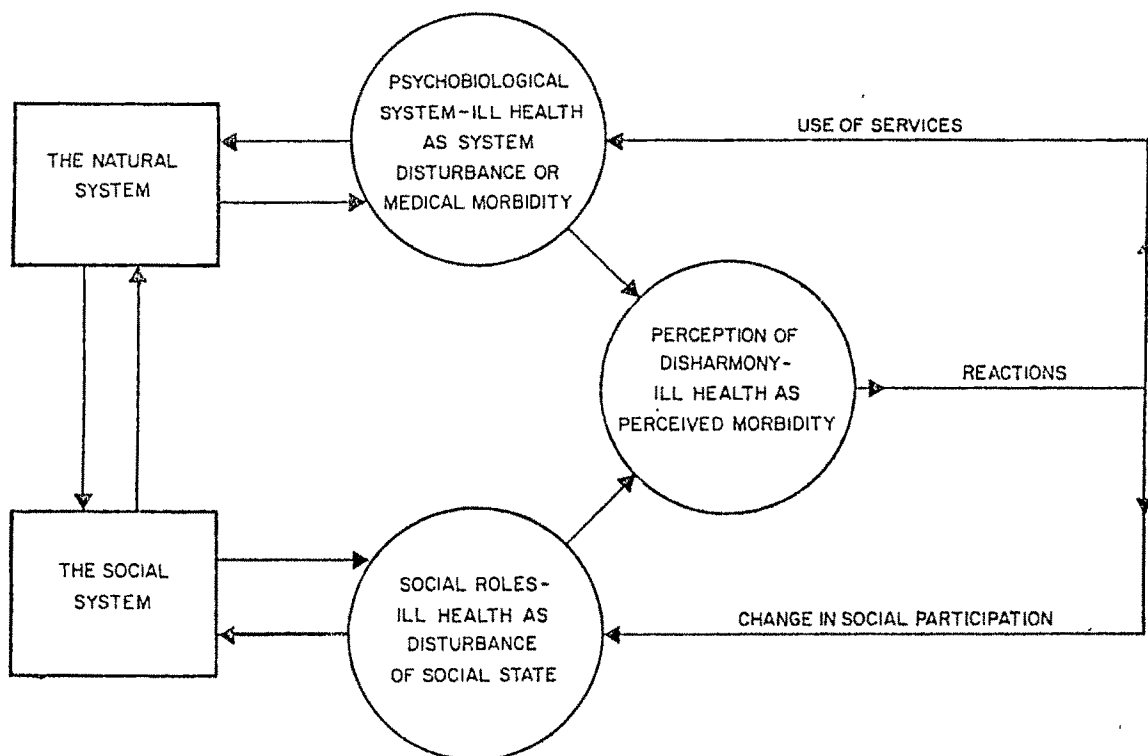 THE NATURAL
SYSTEM
PSYCHOBIOLOGICAL
SYSTEM-ILL HEALTH
AS SYSTEM
DISTURBANCE OR
MEDICAL MORBIDITY
USE OF SERVICES
PERCEPTION OF
DISHARMONY-
ILL HEALTH AS
PERCEIVED MORBIDITY
REACTIONS
THE SOCIAL
SYSTEM
SOCIAL ROLES-
ILL HEALTH AS
DISTURBANCE
OF SOCIAL STATE
CHANGE IN SOCIAL PARTICIPATION